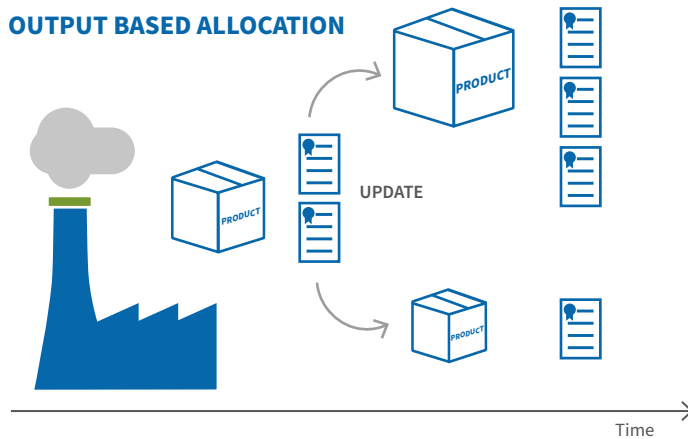 OUTPUT BASED ALLOCATION
PRODUCT
PRODUCT
UPDATE
PRODUCT
Time